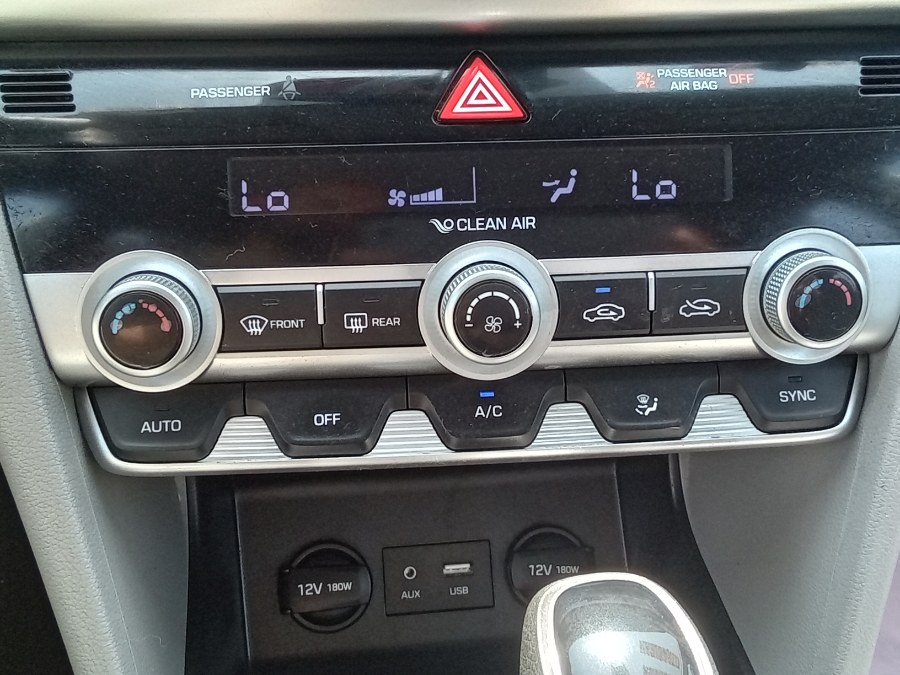 PASSENGER
PASSENGER
AIR BAG OFF
Lo
Lo
CLEAN AIR
FRONT
REAR
- +
AUTO
OFF
A/C
SYNC
12V 180W
AUX
USB
12V 180W